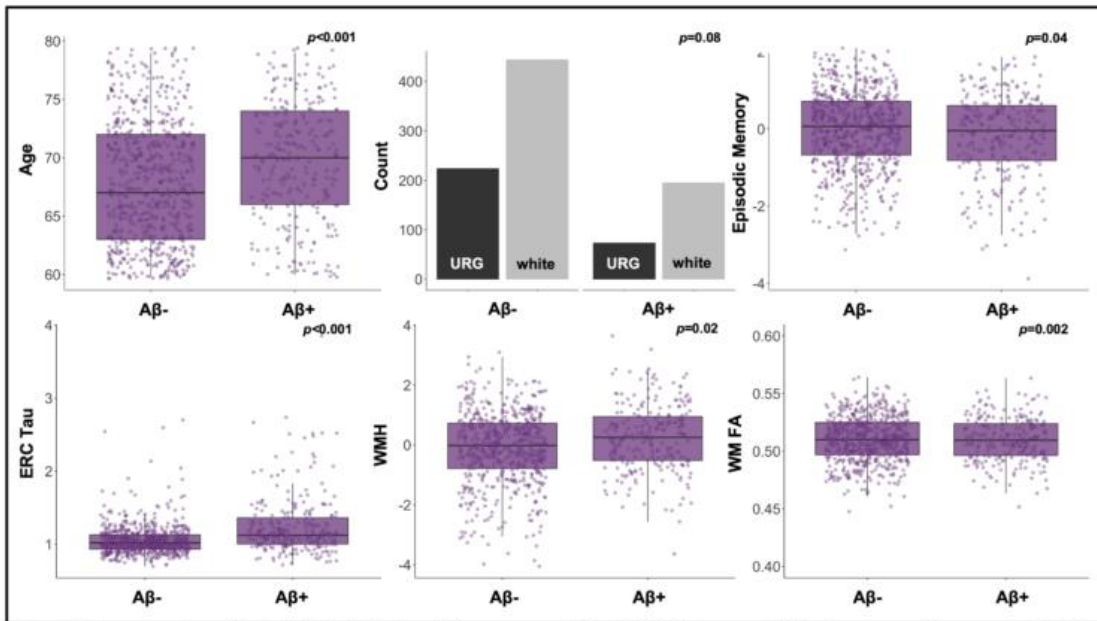 p<0.001
80
75
70
65
60
Age
Aβ-
Aβ+
p=0.08
400
300
200
100
0
Count
URG
white
URG
white
Aβ-
Aβ+
p=0.04
2
0
-2
-4
Episodic Memory
Aβ-
Aβ+
p<0.001
4
3
2
1
ERC Tau
Aβ-
Aβ+
p=0.02
4
2
0
-2
-4
WMH
Aβ-
Aβ+
p=0.002
0.60
0.55
0.50
0.45
0.40
WM FA
Aβ-
Aβ+